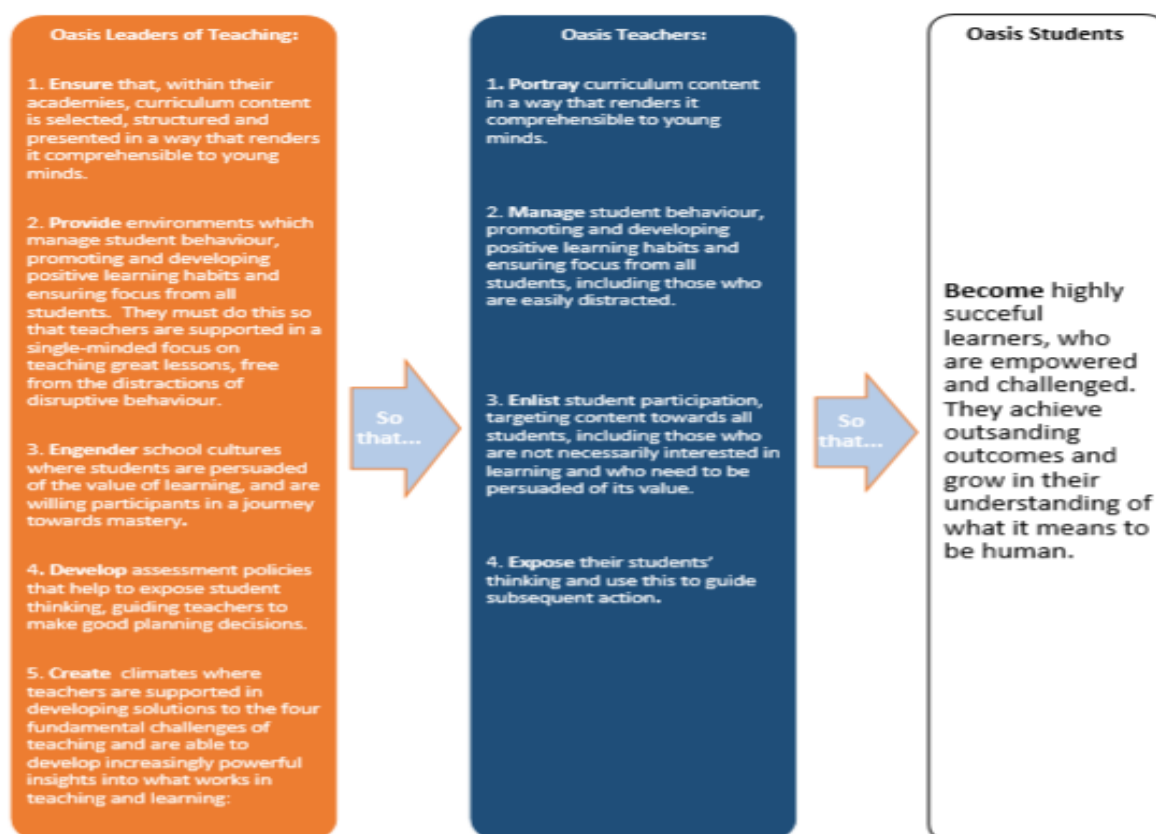 Oasis Leaders of Teaching:
1. Ensure that, within their
academies, curriculum content
is selected, structured and
presented in a way that renders
it comprehensible to young
minds.
2. Provide environments which
manage student behaviour,
promoting and developing
positive learning habits and
ensuring focus from all
students. They must do this so
that teachers are supported in a
single-minded focus on
teaching great lessons, free
from the distractions of
disruptive behaviour.
3. Engender school cultures
where students are persuaded
of the value of learning, and are
willing participants in a journey
towards mastery.
4. Develop assessment policies
that help to expose student
thinking, guiding teachers to
make good planning decisions.
5. Create climates where
teachers are supported in
developing solutions to the four
fundamental challenges of
teaching and are able to
develop increasingly powerful
insights into what works in
teaching and learning:
So
that...
Oasis Teachers:
1. Portray curriculum content
in a way that renders it
comprehensible to young
minds.
2. Manage student behaviour,
promoting and developing
positive learning habits and
ensuring focus from all
students, including those who
are easily distracted.
3. Enlist student participation,
targeting content towards all
students, including those who
are not necessarily interested in
learning and who need to be
persuaded of its value.
4. Expose their students'
thinking and use this to guide
subsequent action.
So
that...
Oasis Students
Become highly
succeful
learners, who
are empowered
and challenged.
They achieve
outsanding
outcomes and
grow in their
understanding of
what it means to
be human.